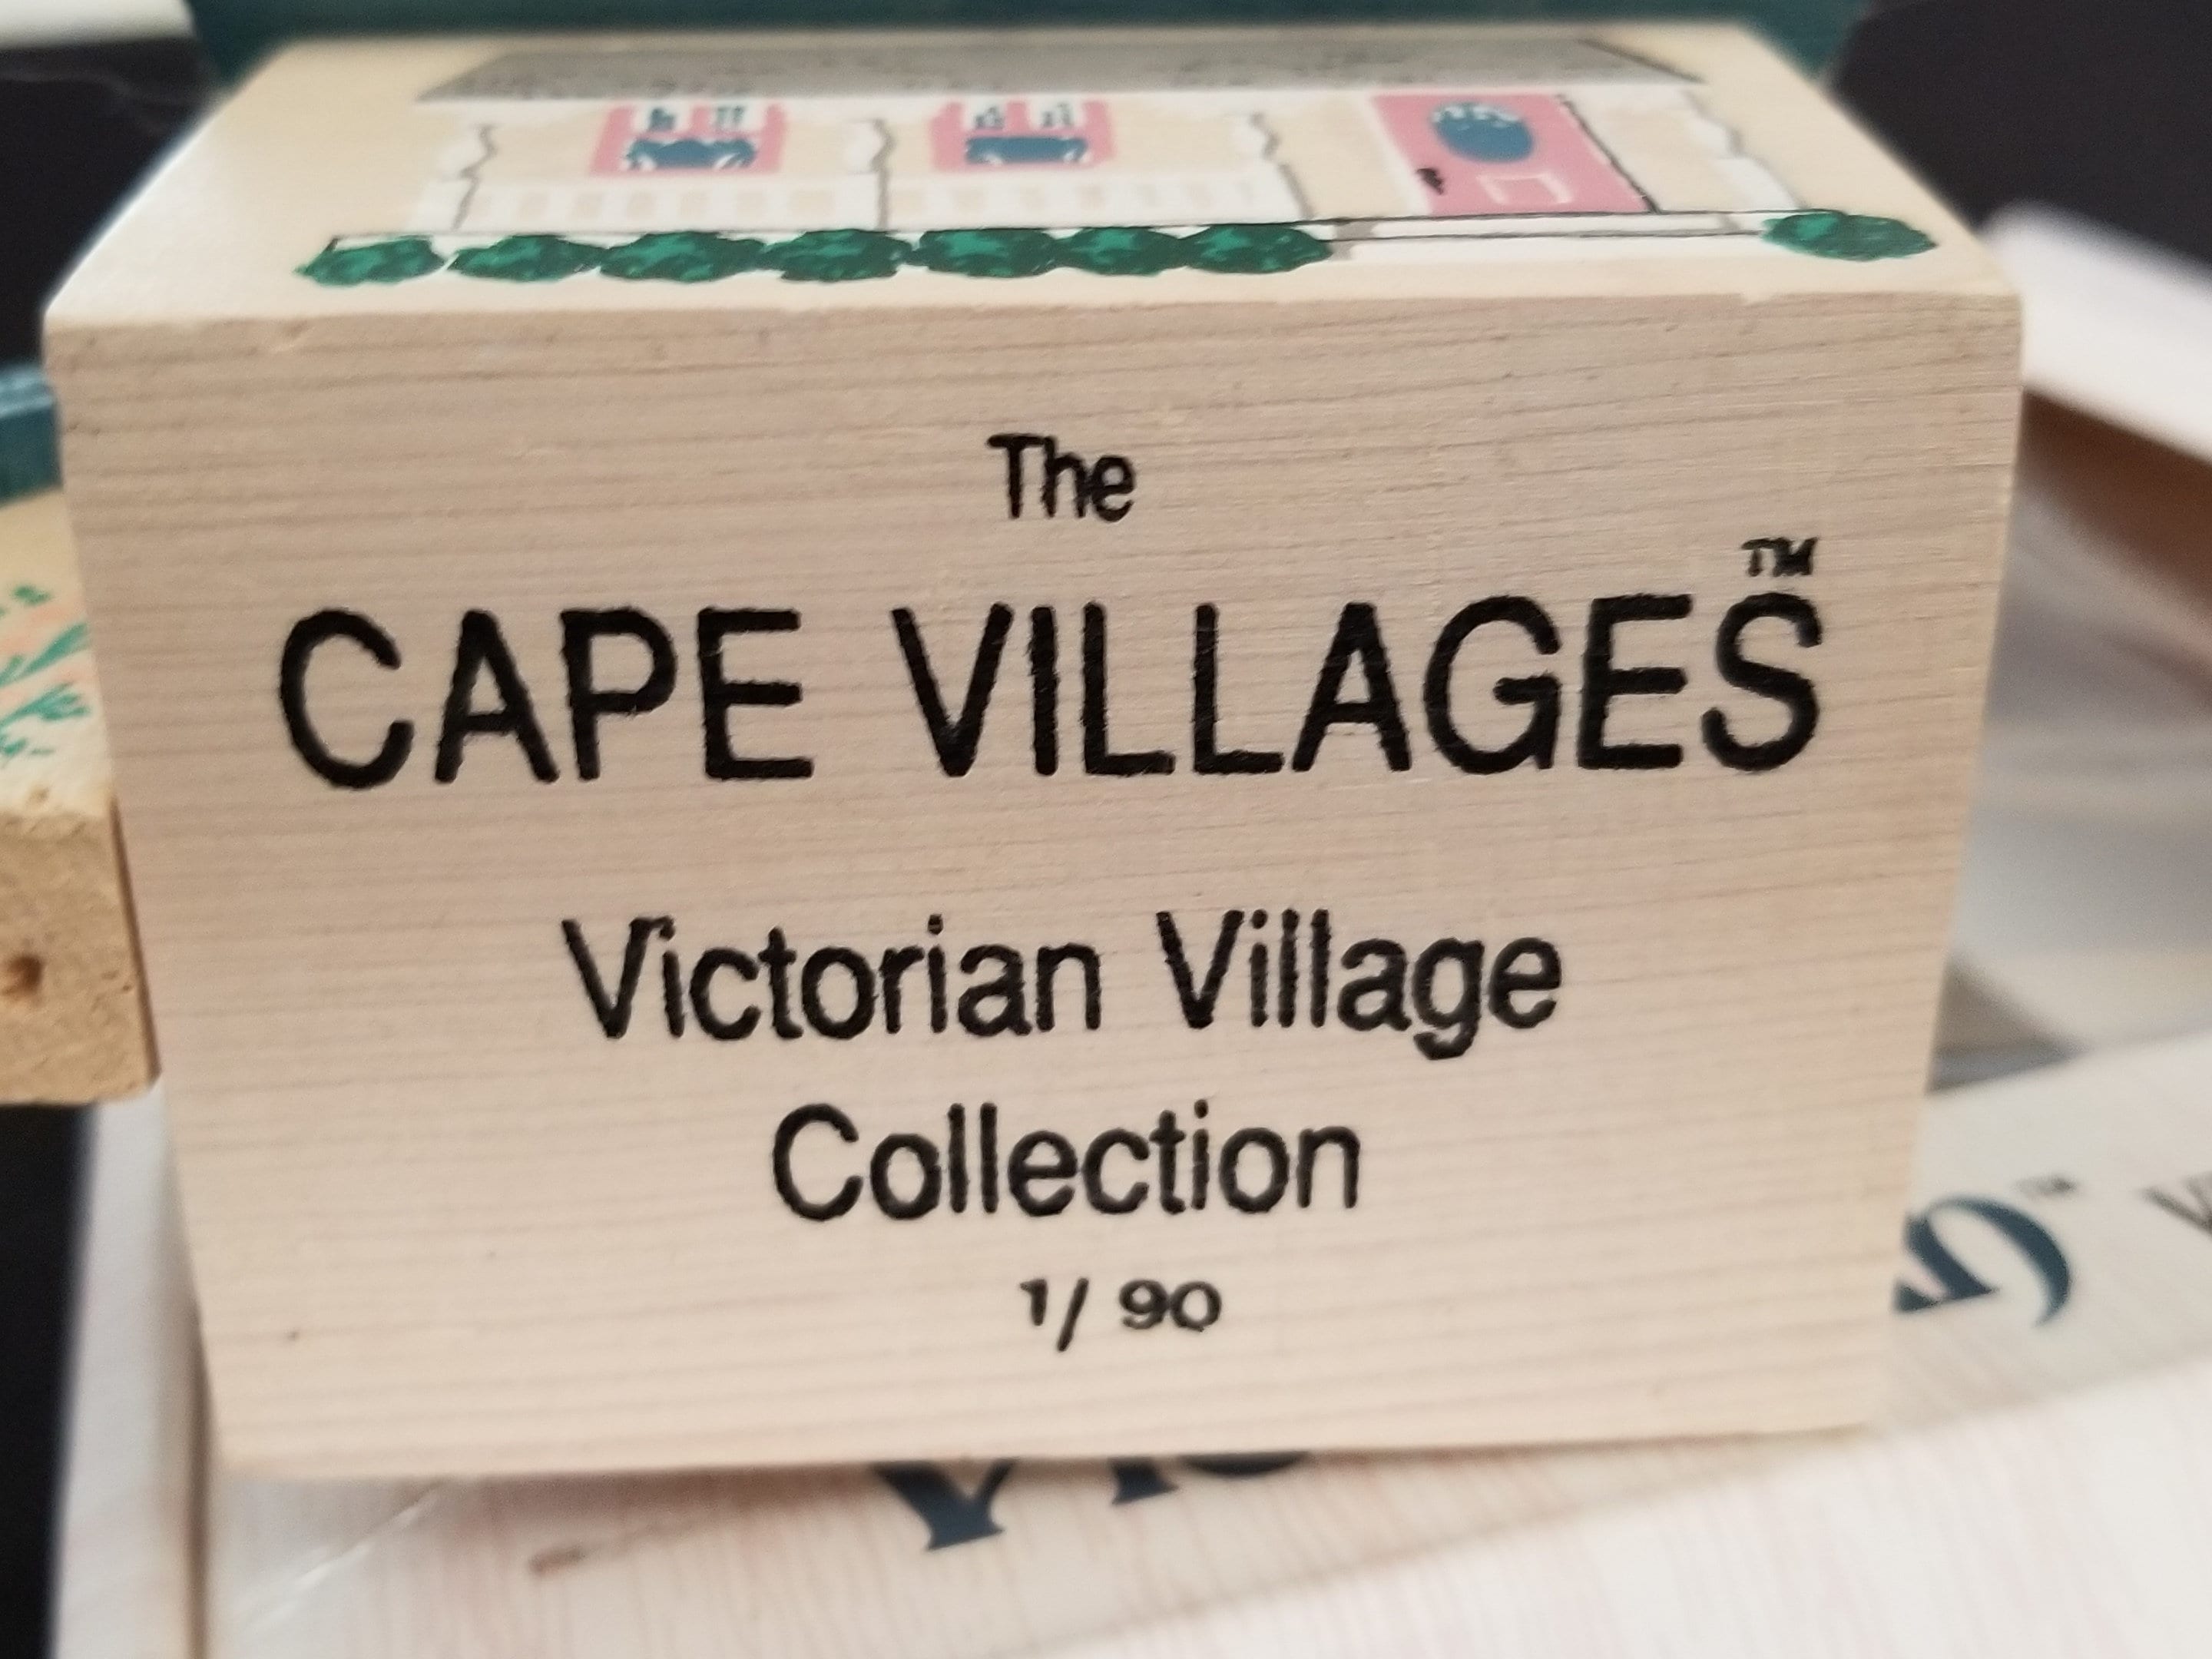 The
CAPE VILLAGES™
Victorian Village
Collection
1/ 90